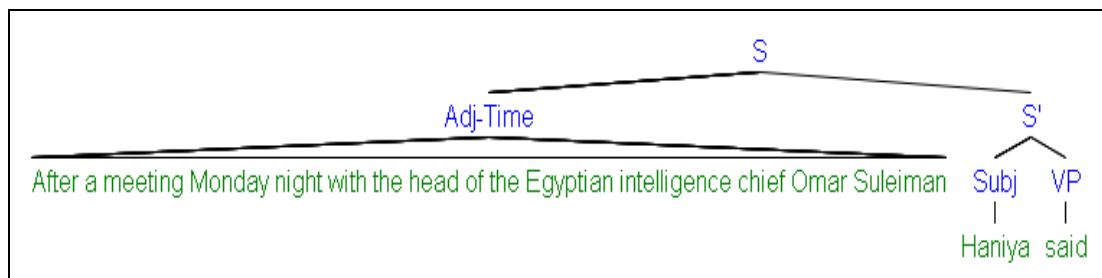 S
Adj-Time S'
After a meeting Monday night with the head of the Egyptian intelligence chief Omar Suleiman Subj VP
Haniya said